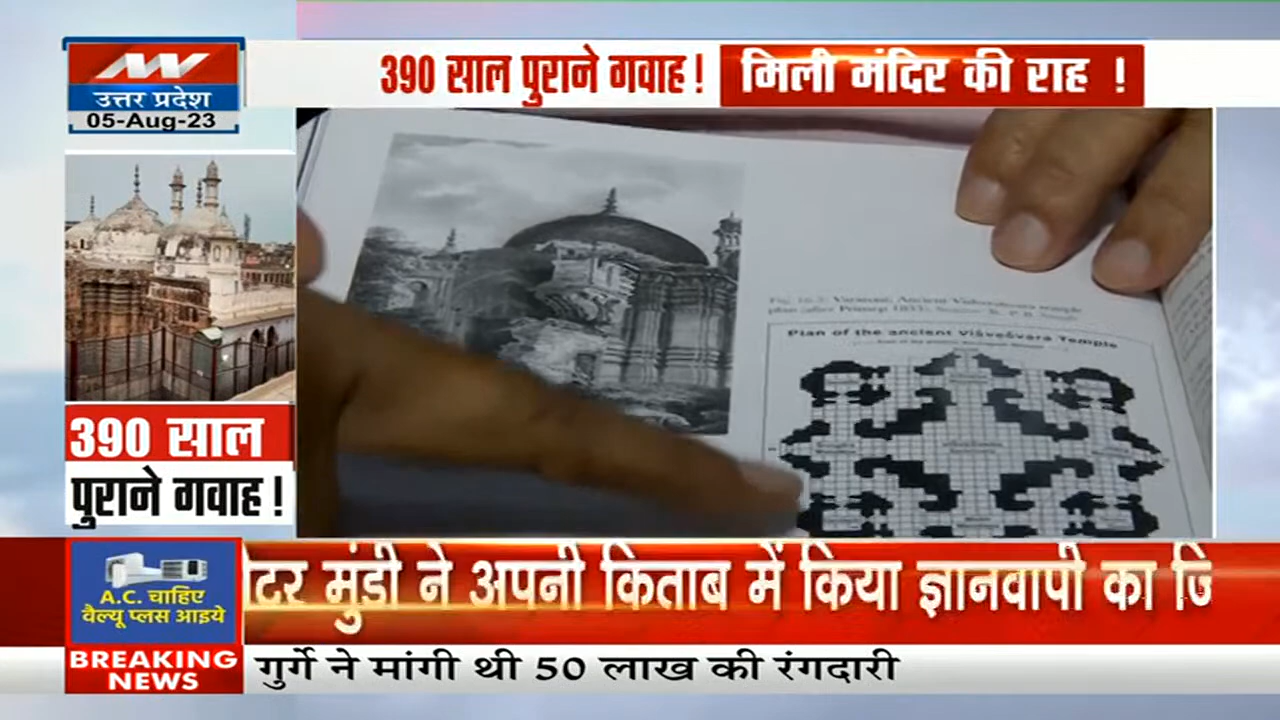 उत्तर प्रदेश
05-Aug-23
390 साल पुराने गवाह!
मिली मंदिर की राह !
Plan of the ancient Viśveśvara Temple
390 साल
पुराने गवाह!
A.C. चाहिए
वैल्यू प्लस आइये
मुंडी ने अपनी किताब में किया ज्ञानवापी का
BREAKING
NEWS
गुर्गे ने मांगी थी 50 लाख की रंगदारी